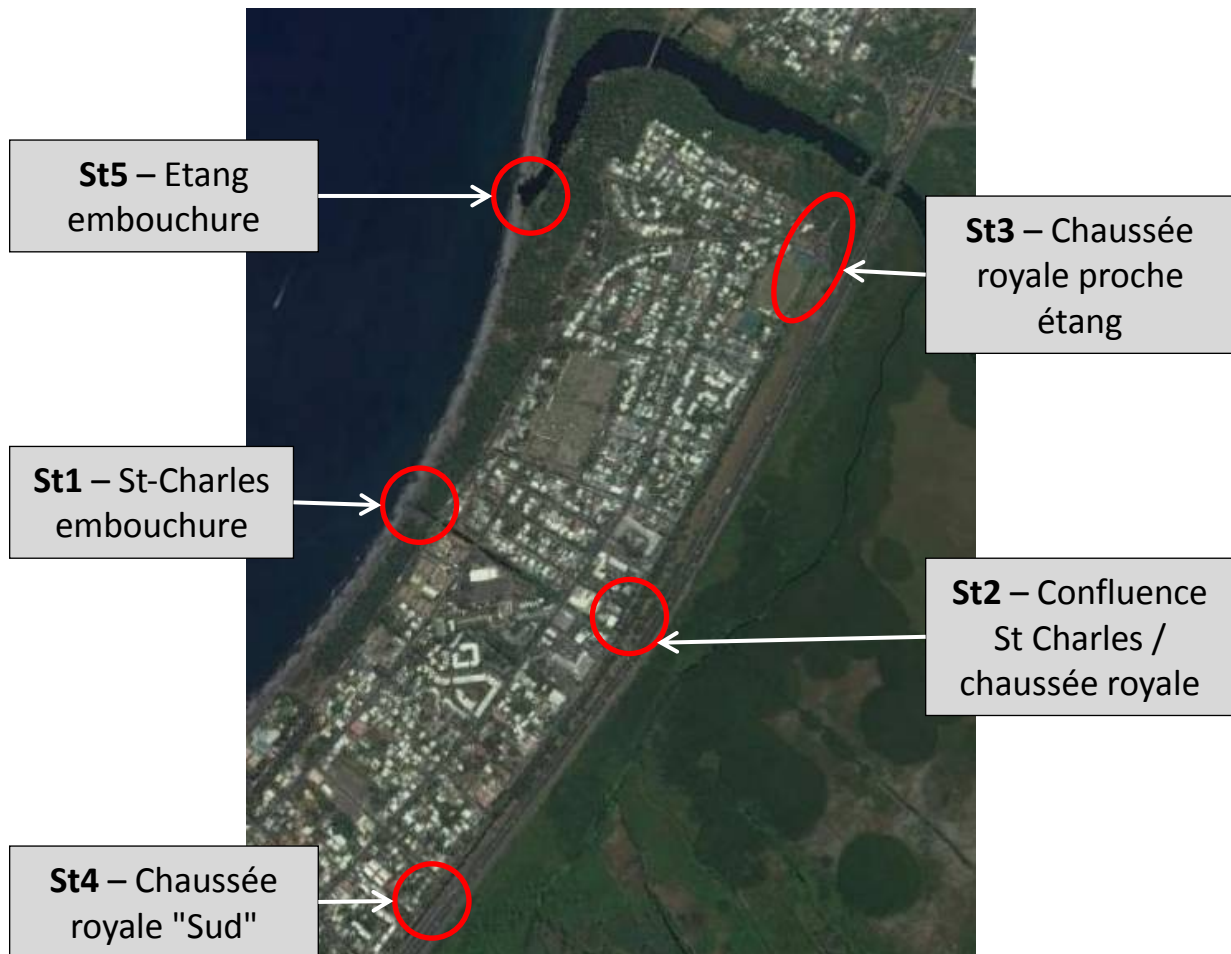 St5 – Etang
embouchure
St3 – Chaussée
royale proche
étang
St1 – St-Charles
embouchure
St2 – Confluence
St Charles /
chaussée royale
St4 – Chaussée
royale "Sud"